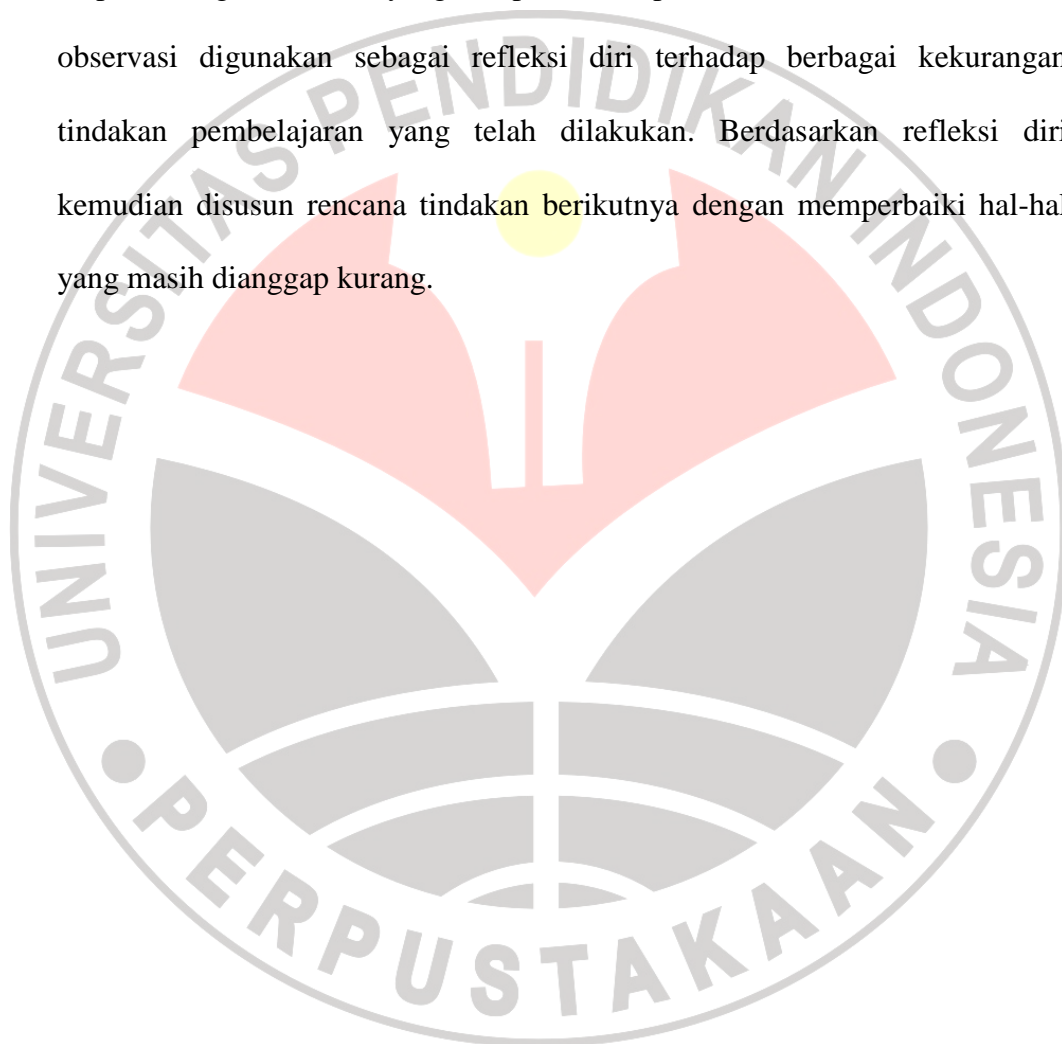 observasi digunakan sebagai refleksi diri terhadap berbagai kekurangan
tindakan pembelajaran yang telah dilakukan. Berdasarkan refleksi diri
kemudian disusun rencana tindakan berikutnya dengan memperbaiki hal-hal
yang masih dianggap kurang.
UNIVERSITAS PENDIDIKAN INDONESIA
PERPUSTAKAAN